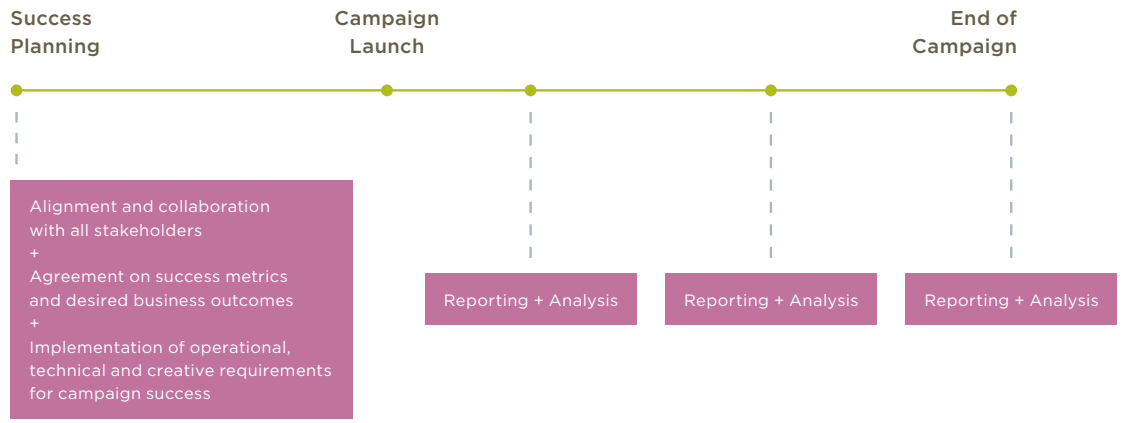 Success
Planning
Campaign
Launch
End of
Campaign
Alignment and collaboration
with all stakeholders
+
Agreement on success metrics
and desired business outcomes
+
Implementation of operational,
technical and creative requirements
for campaign success
Reporting + Analysis
Reporting + Analysis
Reporting + Analysis